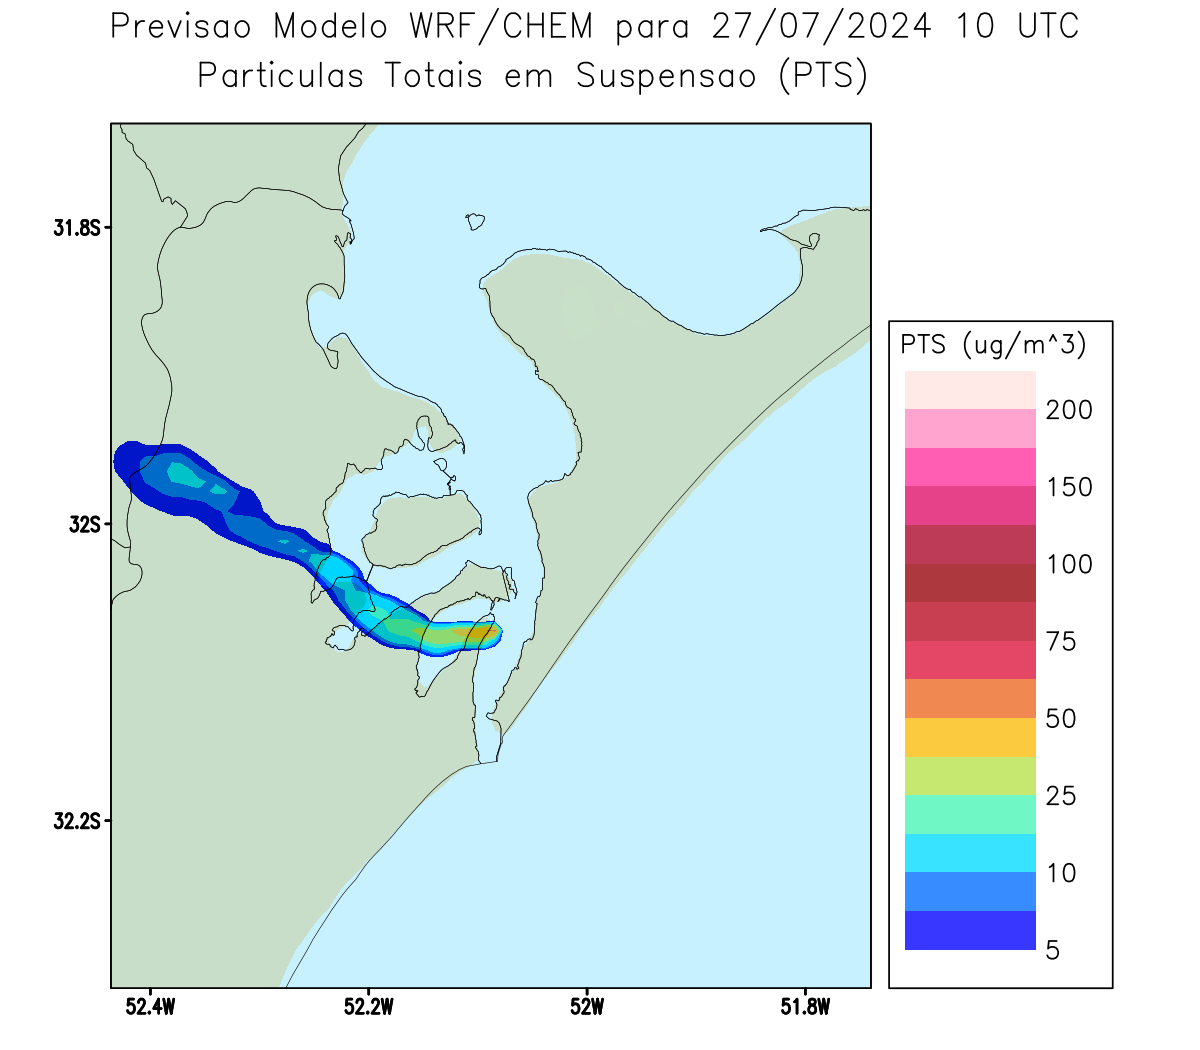 Previsao Modelo WRF/CHEM para 27/07/2024 10 UTC
Particulas Totais em Suspensao (PTS)
31.8S
32S
32.2S
52.4W
52.2W
52W
51.8W
PTS (ug/m^3)
200
150
100
75
50
25
10
5